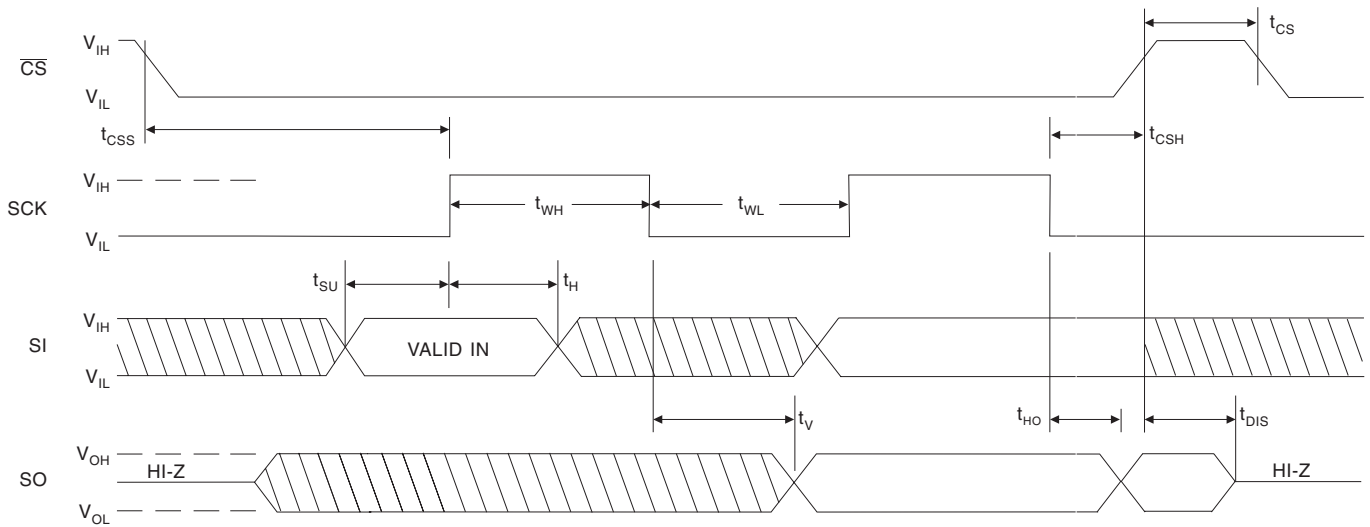 t_CS
V_IH
C̅S̅
V_IL
t_CSS
t_CSH
V_IH
SCK
t_WH
t_WL
V_IL
t_SU
t_H
V_IH
SI
VALID IN
V_IL
t_V
t_HO
t_DIS
V_OH
HI-Z
HI-Z
SO
V_OL